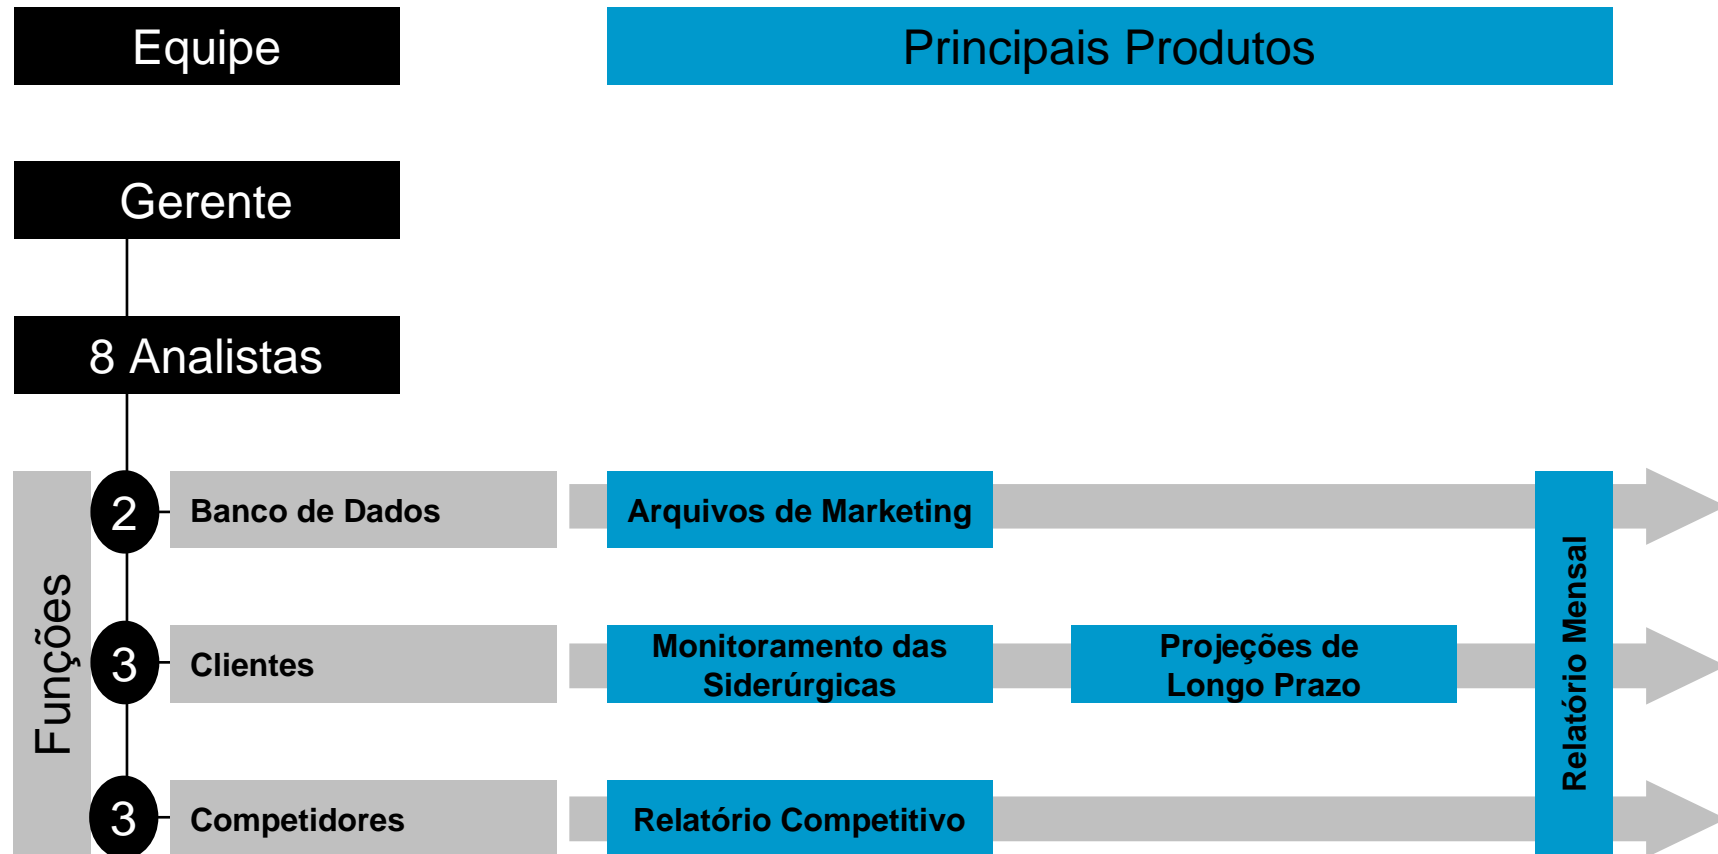 Equipe
Principais Produtos
Gerente
8 Analistas
Funções
2
Banco de Dados
Arquivos de Marketing
3
Clientes
Monitoramento das
Siderúrgicas
Projeções de
Longo Prazo
3
Competidores
Relatório Competitivo
Relatório Mensal